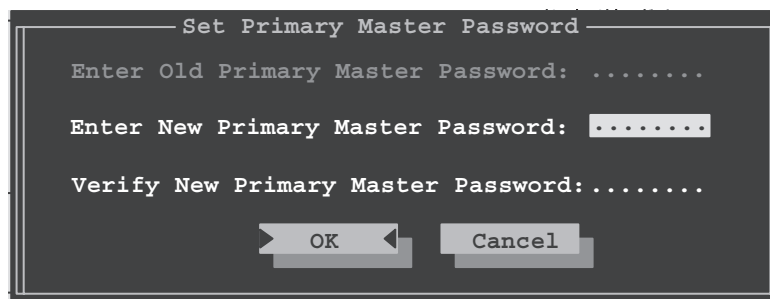 Set Primary Master Password
Enter Old Primary Master Password: ........
Enter New Primary Master Password: ........
Verify New Primary Master Password:........
OK Cancel